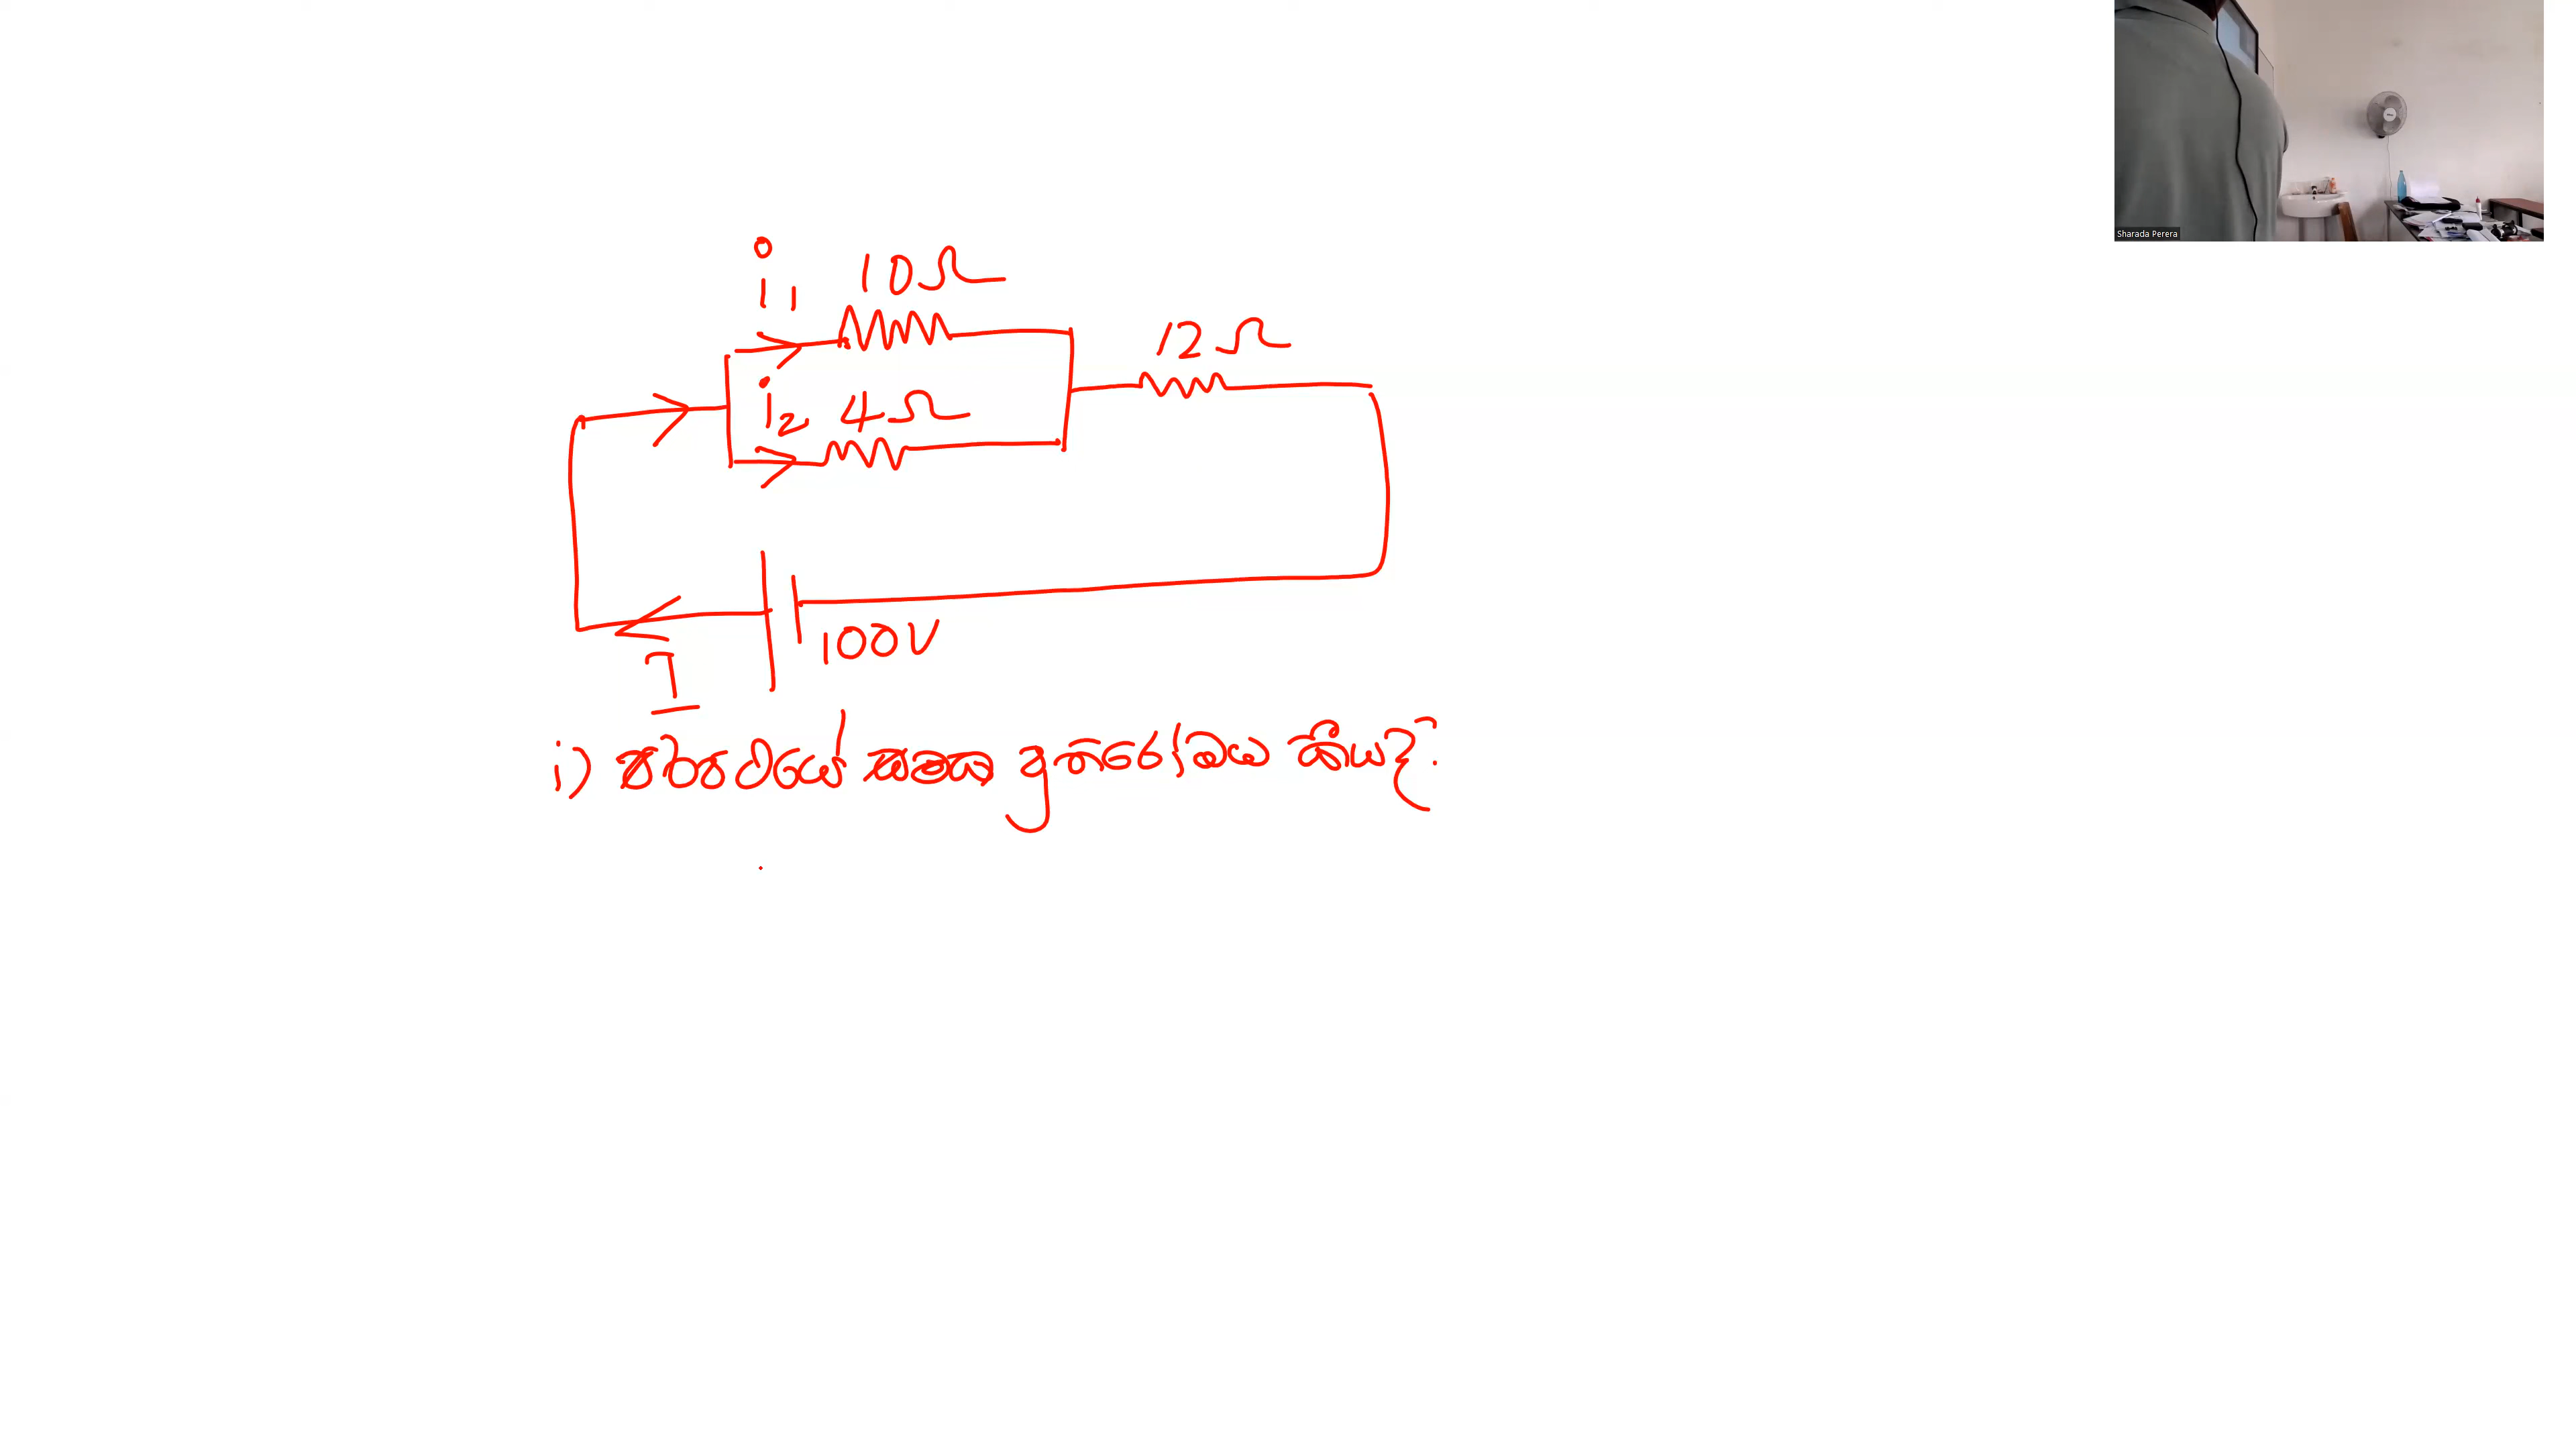 Sharada Perera
i₁ 10Ω
12Ω
i₂ 4Ω
100V
I
i) පරිපථයේ සමක ප්‍රතිරෝධය කීයද?